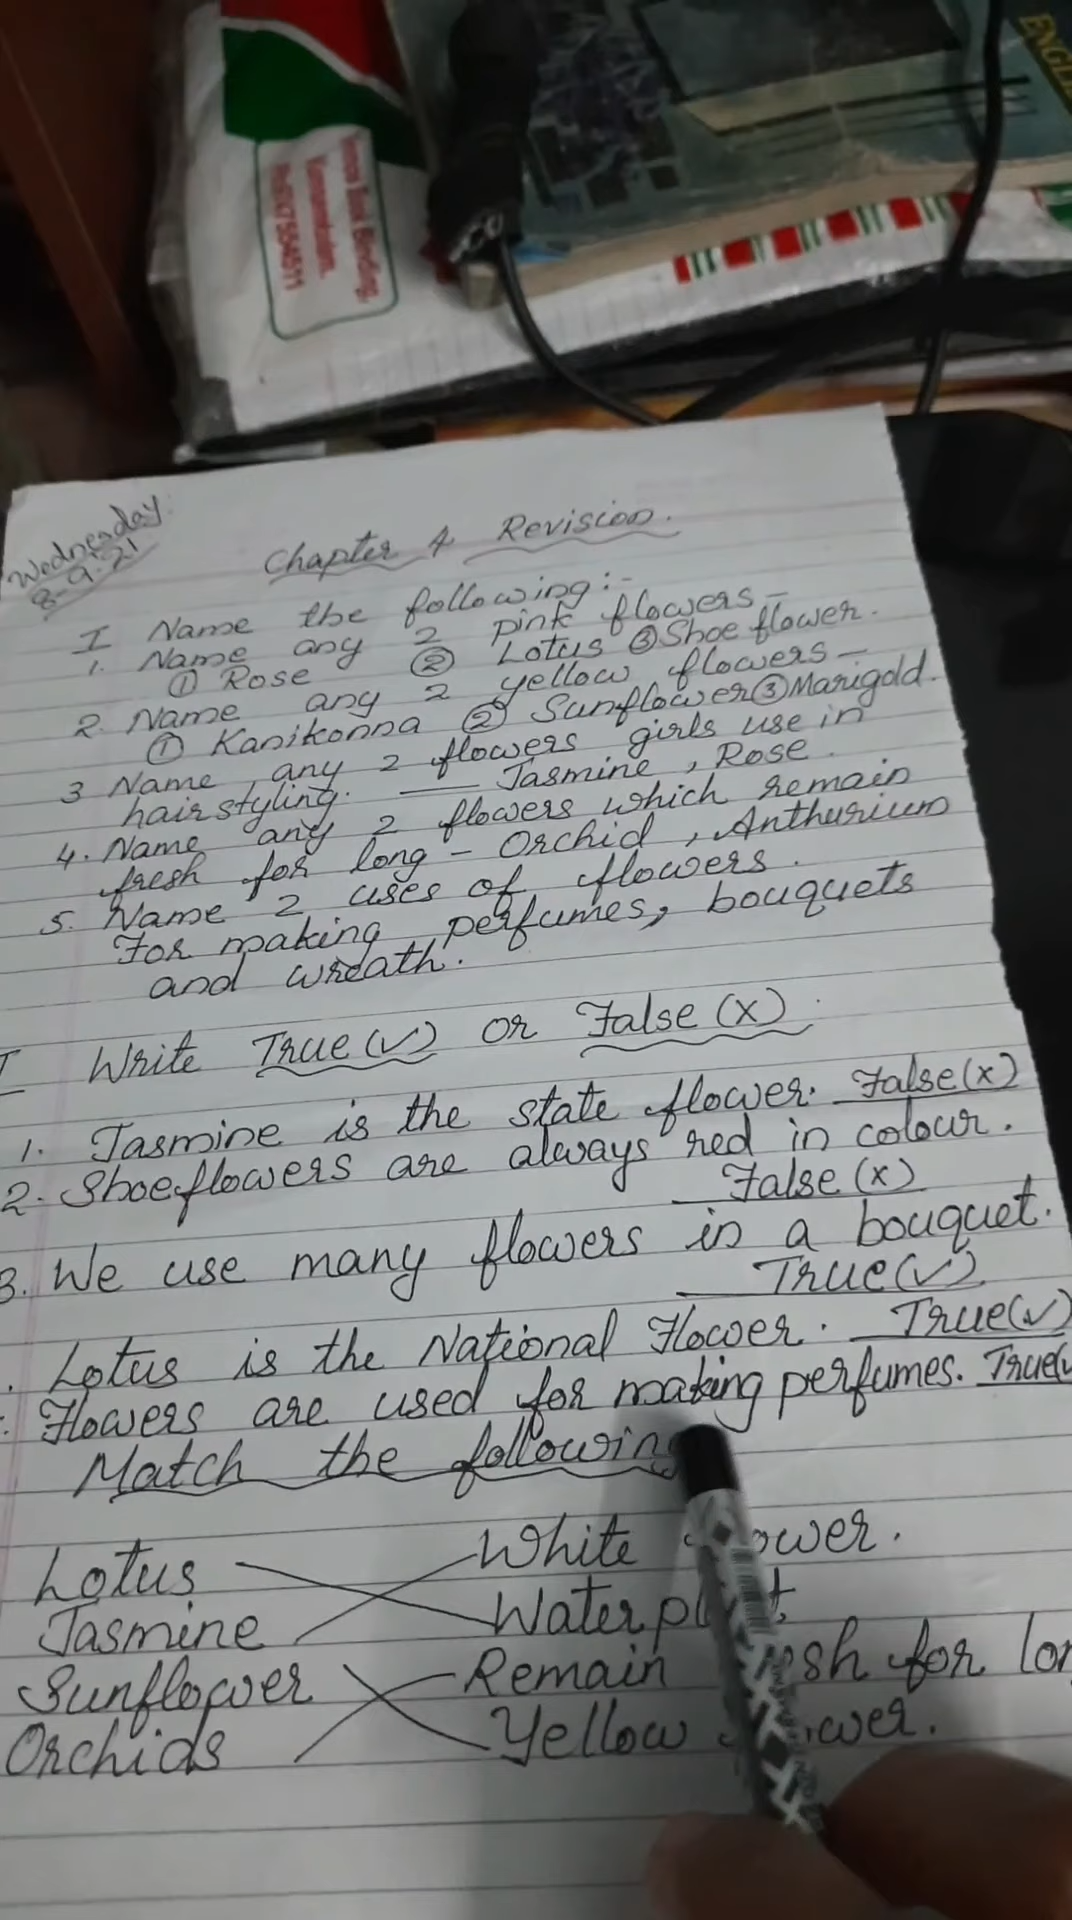 ENGLI
Book Binding,
Wednesday
8-9-21
Chapter 4 Revision.
I Name the following:-
1. Name any 2 pink flowers-
① Rose ② Lotus ③ Shoe flower.
2. Name any 2 yellow flowers-
① Kanikonna ② Sunflower ③ Marigold.
3 Name any 2 flowers girls use in
hairstyling. — Jasmine, Rose.
4. Name any 2 flowers which remain
fresh for long - Orchid, Anthurium
5. Name 2 uses of flowers.
For making perfumes, bouquets
and wreath.
I Write True (✓) or False (x).
1. Jasmine is the state flower. False (x)
2. Shoeflowers are always red in colour.
False (x)
3. We use many flowers in a bouquet.
True (✓)
. Lotus is the National Flower. True (✓)
: Flowers are used for making perfumes. True(✓
Match the following
Lotus White
Jasmine Water
Sunflower Remain for
Orchids Yellow